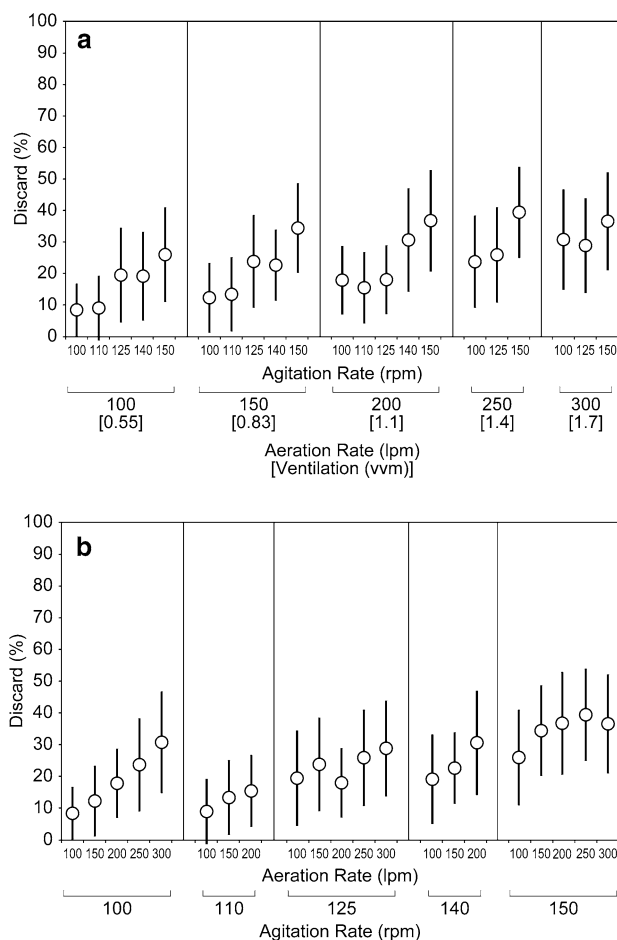 a
100
90
80
70
60
50
40
30
20
10
0
Discard (%)
100 110 125 140 150 100 110 125 140 150 100 110 125 140 150 100 125 150 100 125 150
Agitation Rate (rpm)
100 150 200 250 300
[0.55] [0.83] [1.1] [1.4] [1.7]
Aeration Rate (lpm)
[Ventilation (vvm)]
b
100
90
80
70
60
50
40
30
20
10
0
Discard (%)
100 150 200 250 300 100 150 200 100 150 200 250 300 100 150 200 100 150 200 250 300
Aeration Rate (lpm)
100 110 125 140 150
Agitation Rate (rpm)